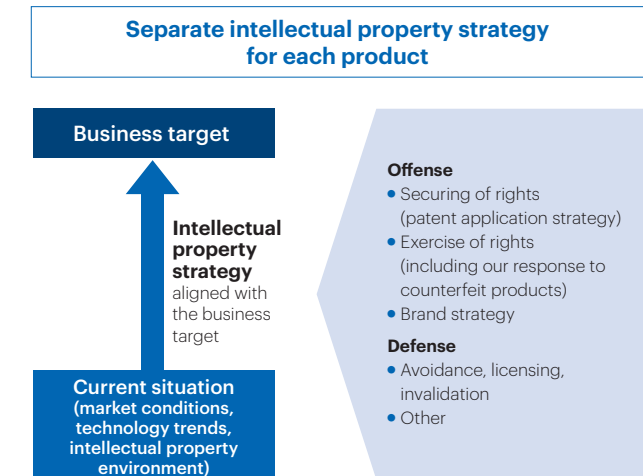 Separate intellectual property strategy
for each product
Business target
Intellectual
property
strategy
aligned with
the business
target
Current situation
(market conditions,
technology trends,
intellectual property
environment)
Offense
• Securing of rights
(patent application strategy)
• Exercise of rights
(including our response to
counterfeit products)
• Brand strategy
Defense
• Avoidance, licensing,
invalidation
• Other